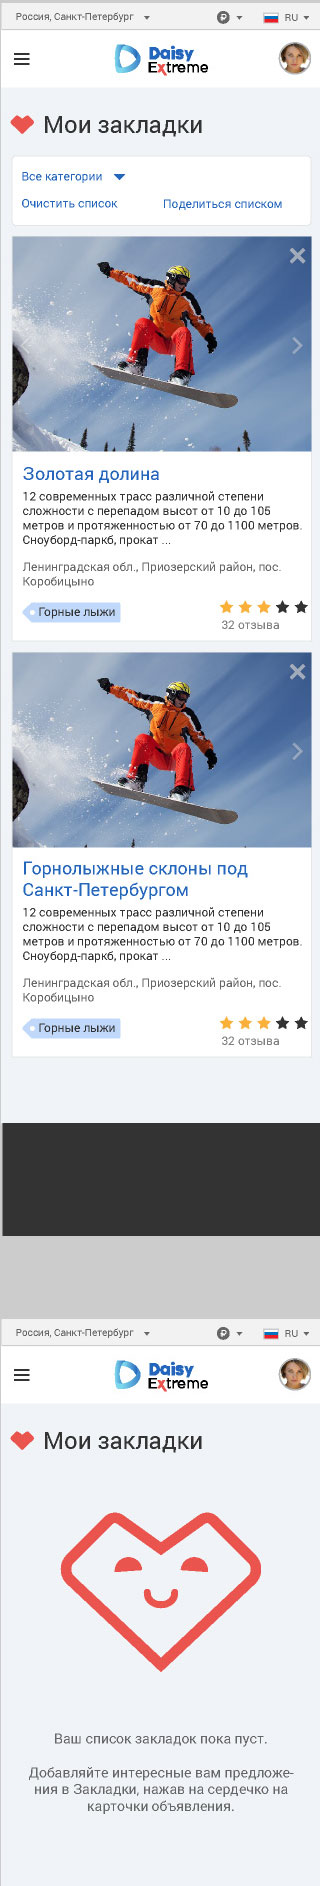 Россия, Санкт-Петербург
RU
Daisy
Extreme
Мои закладки
Все категории
Очистить список
Поделиться списком
Золотая долина
12 современных трасс различной степени
сложности с перепадом высот от 10 до 105
метров и протяженностью от 70 до 1100 метров.
Сноуборд-паркб, прокат ...
Ленинградская обл., Приозерский район, пос.
Коробицыно
Горные лыжи
32 отзыва
Горнолыжные склоны под
Санкт-Петербургом
12 современных трасс различной степени
сложности с перепадом высот от 10 до 105
метров и протяженностью от 70 до 1100 метров.
Сноуборд-паркб, прокат ...
Ленинградская обл., Приозерский район, пос.
Коробицыно
Горные лыжи
32 отзыва
Россия, Санкт-Петербург
RU
Daisy
Extreme
Мои закладки
Ваш список закладок пока пуст.
Добавляйте интересные вам предложе-
ния в Закладки, нажав на сердечко на
карточки объявления.